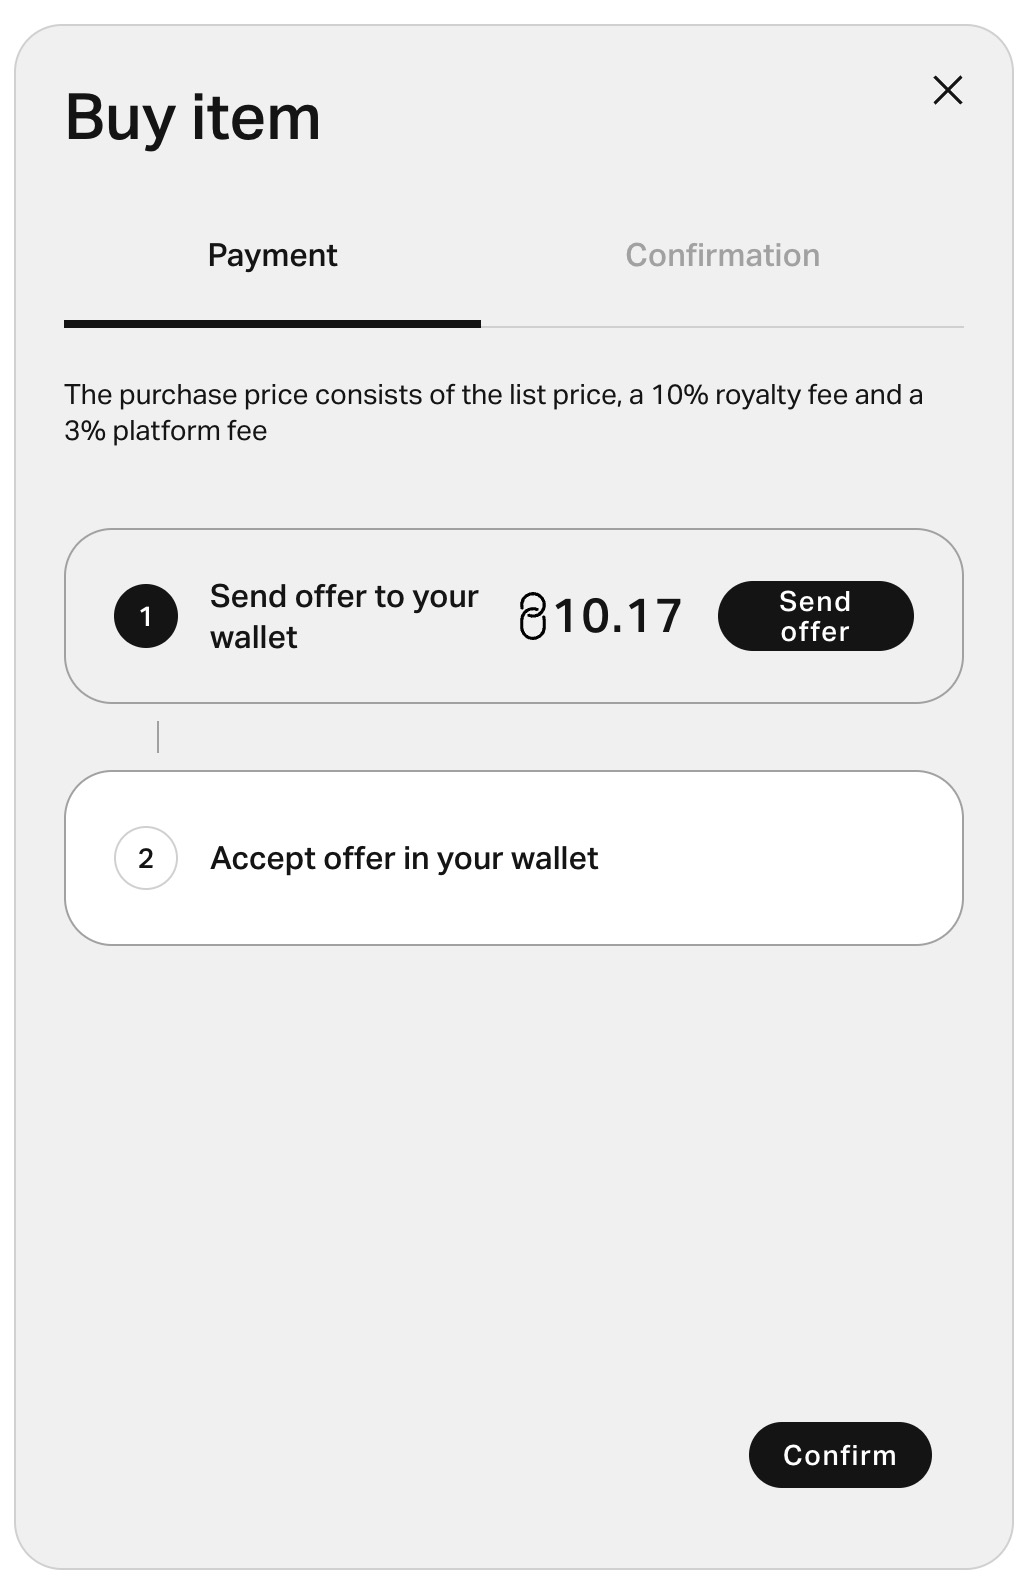 Buy item
Payment
Confirmation
The purchase price consists of the list price, a 10% royalty fee and a
3% platform fee
1
Send offer to your
wallet
10.17
Send
offer
2
Accept offer in your wallet
Confirm